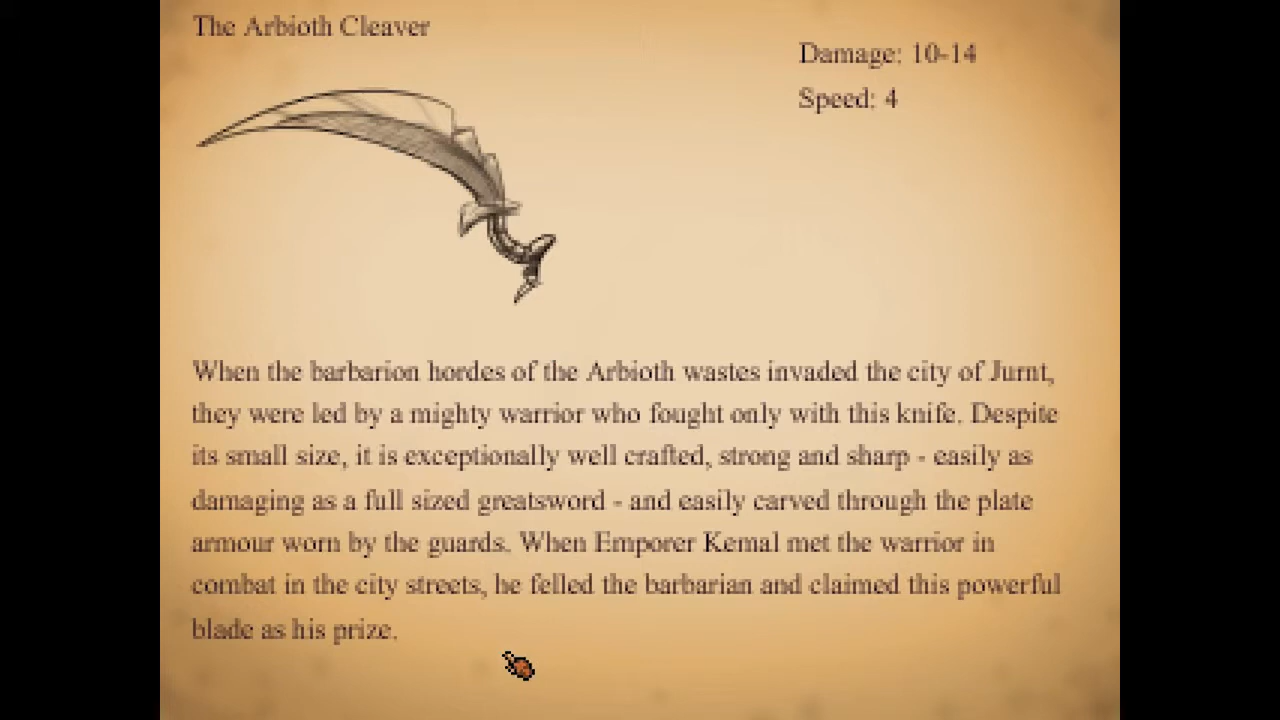 The Arbioth Cleaver
Damage: 10-14
Speed: 4
When the barbarion hordes of the Arbioth wastes invaded the city of Jurnt,
they were led by a mighty warrior who fought only with this knife. Despite
its small size, it is exceptionally well crafted, strong and sharp - easily as
damaging as a full sized greatsword - and easily carved through the plate
armour worn by the guards. When Emporer Kemal met the warrior in
combat in the city streets, he felled the barbarian and claimed this powerful
blade as his prize.